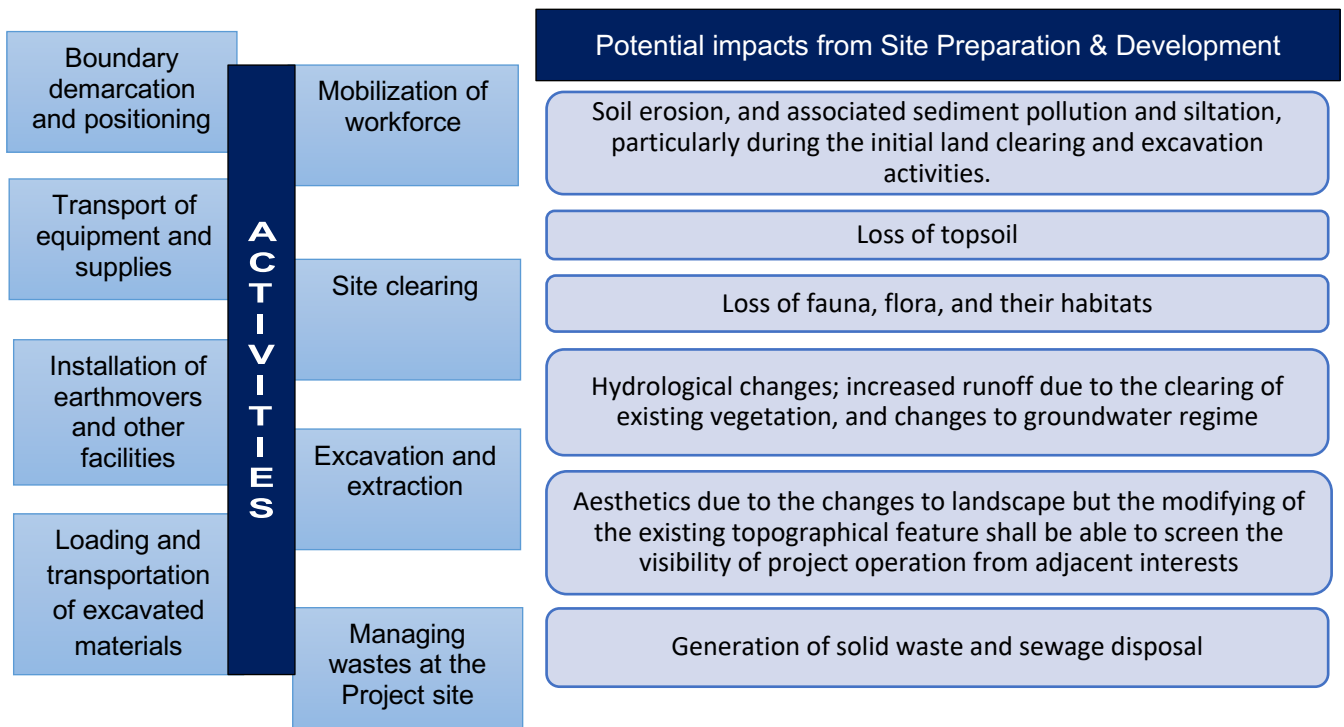 Boundary
demarcation
and positioning
Transport of
equipment and
supplies
Installation of
earthmovers
and other
facilities
Loading and
transportation
of excavated
materials
ACTIVITIES
Mobilization of
workforce
Site clearing
Excavation and
extraction
Managing
wastes at the
Project site
Potential impacts from Site Preparation & Development
Soil erosion, and associated sediment pollution and siltation,
particularly during the initial land clearing and excavation
activities.
Loss of topsoil
Loss of fauna, flora, and their habitats
Hydrological changes; increased runoff due to the clearing of
existing vegetation, and changes to groundwater regime
Aesthetics due to the changes to landscape but the modifying of
the existing topographical feature shall be able to screen the
visibility of project operation from adjacent interests
Generation of solid waste and sewage disposal